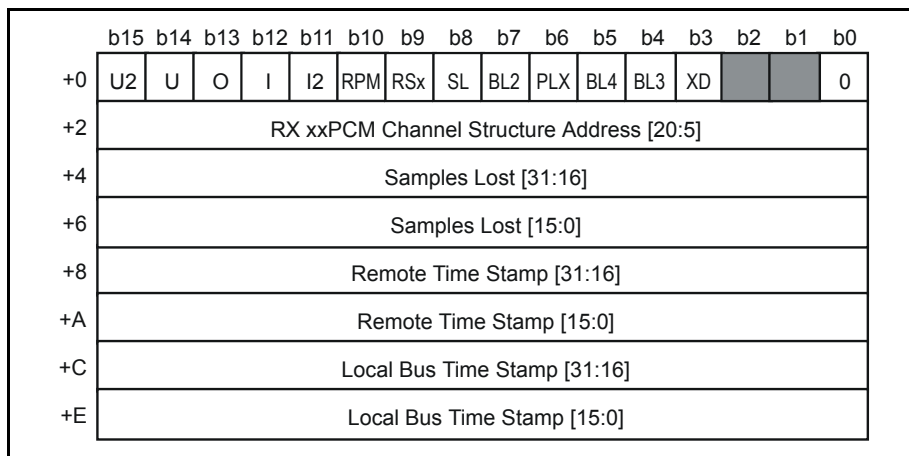 b15 b14 b13 b12 b11 b10 b9 b8 b7 b6 b5 b4 b3 b2 b1 b0
+0 U2 U O I I2 RPM RSx SL BL2 PLX BL4 BL3 XD 0
+2 RX xxPCM Channel Structure Address [20:5]
+4 Samples Lost [31:16]
+6 Samples Lost [15:0]
+8 Remote Time Stamp [31:16]
+A Remote Time Stamp [15:0]
+C Local Bus Time Stamp [31:16]
+E Local Bus Time Stamp [15:0]